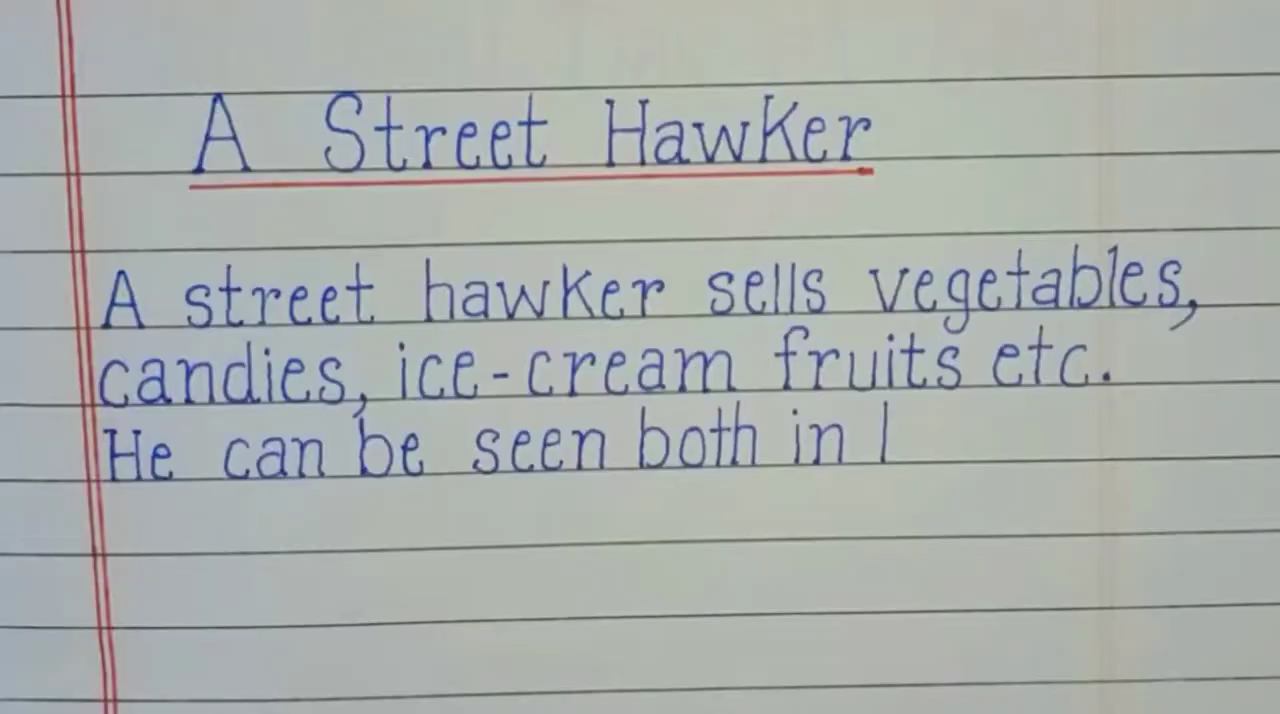 A Street Hawker
A street hawker sells vegetables,
candies, ice-cream fruits etc.
He can be seen both in l